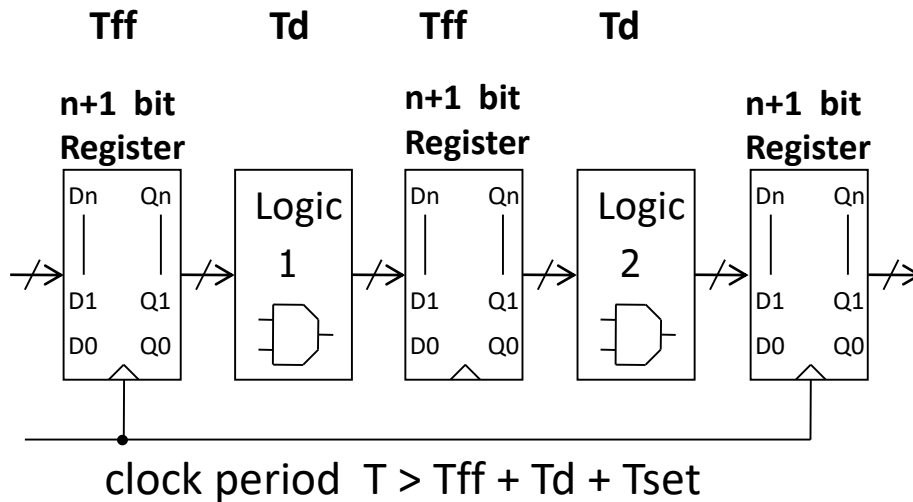 Tff Td Tff Td
n+1 bit
Register
n+1 bit
Register
n+1 bit
Register
Dn Qn
D1 Q1
D0 Q0
Logic
1
Dn Qn
D1 Q1
D0 Q0
Logic
2
Dn Qn
D1 Q1
D0 Q0
clock period T > Tff + Td + Tset